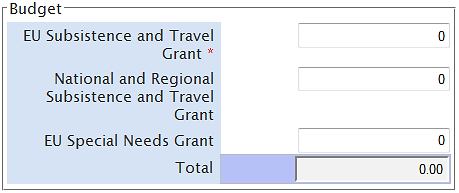 Budget
EU Subsistence and Travel 0
Grant *
National and Regional 0
Subsistence and Travel
Grant
EU Special Needs Grant 0
Total 0.00